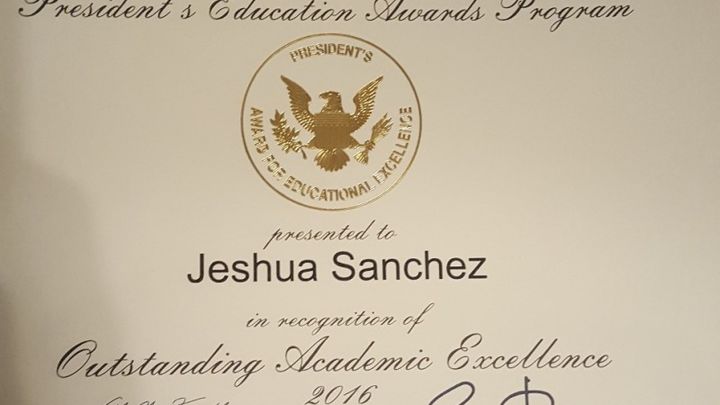 President's Education Awards Program
PRESIDENT'S
AWARD FOR EDUCATIONAL EXCELLENCE
presented to
Jeshua Sanchez
in recognition of
Outstanding Academic Excellence
2016